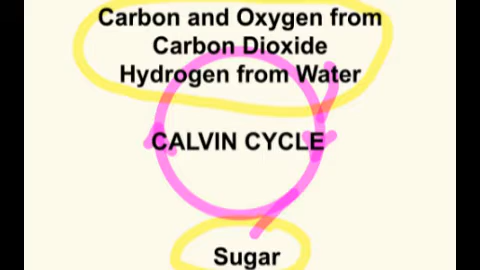 Carbon and Oxygen from
Carbon Dioxide
Hydrogen from Water
CALVIN CYCLE
Sugar